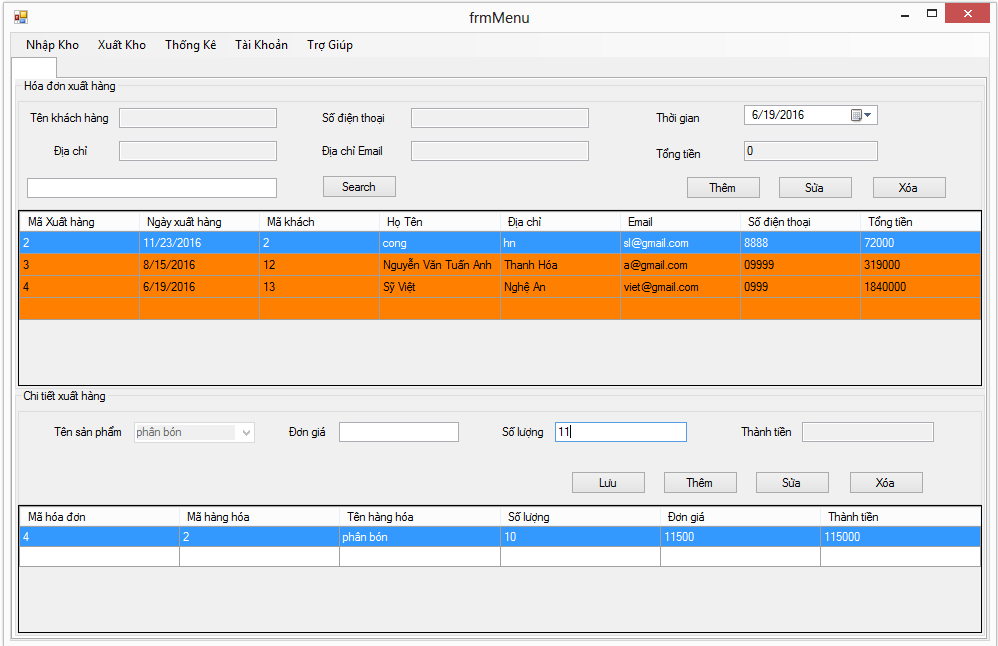 frmMenu
Nhập Kho Xuất Kho Thống Kê Tài Khoản Trợ Giúp
Hóa đơn xuất hàng
Tên khách hàng Số điện thoại Thời gian 6/19/2016
Địa chỉ Địa chỉ Email Tổng tiền 0
Search Thêm Sửa Xóa
Mã Xuất hàng Ngày xuất hàng Mã khách Họ Tên Địa chỉ Email Số điện thoại Tổng tiền
2 11/23/2016 2 cong hn sl@gmail.com 8888 72000
3 8/15/2016 12 Nguyễn Văn Tuấn Anh Thanh Hóa a@gmail.com 09999 319000
4 6/19/2016 13 Sỹ Việt Nghệ An viet@gmail.com 0999 1840000
Chi tiết xuất hàng
Tên sản phẩm phân bón Đơn giá Số lượng 11 Thành tiền
Lưu Thêm Sửa Xóa
Mã hóa đơn Mã hàng hóa Tên hàng hóa Số lượng Đơn giá Thành tiền
4 2 phân bón 10 11500 115000